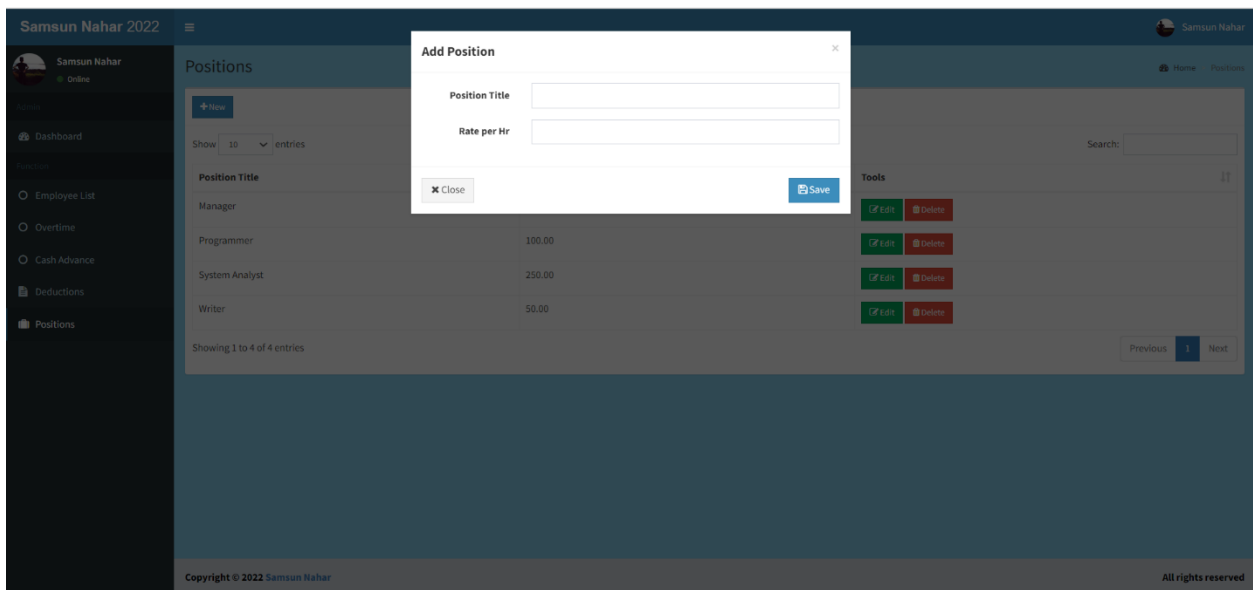 Samsun Nahar 2022
Samsun Nahar
Samsun Nahar
Online
Positions
Home Positions
Admin
Dashboard
Employee List
Overtime
Cash Advance
Deductions
Positions
+New
Show 10 entries
Search:
Position Title Tools
Manager Edit Delete
Programmer 100.00 Edit Delete
System Analyst 250.00 Edit Delete
Writer 50.00 Edit Delete
Showing 1 to 4 of 4 entries
Previous 1 Next
Add Position ×
Position Title
Rate per Hr
Close Save
Copyright © 2022 Samsun Nahar All rights reserved